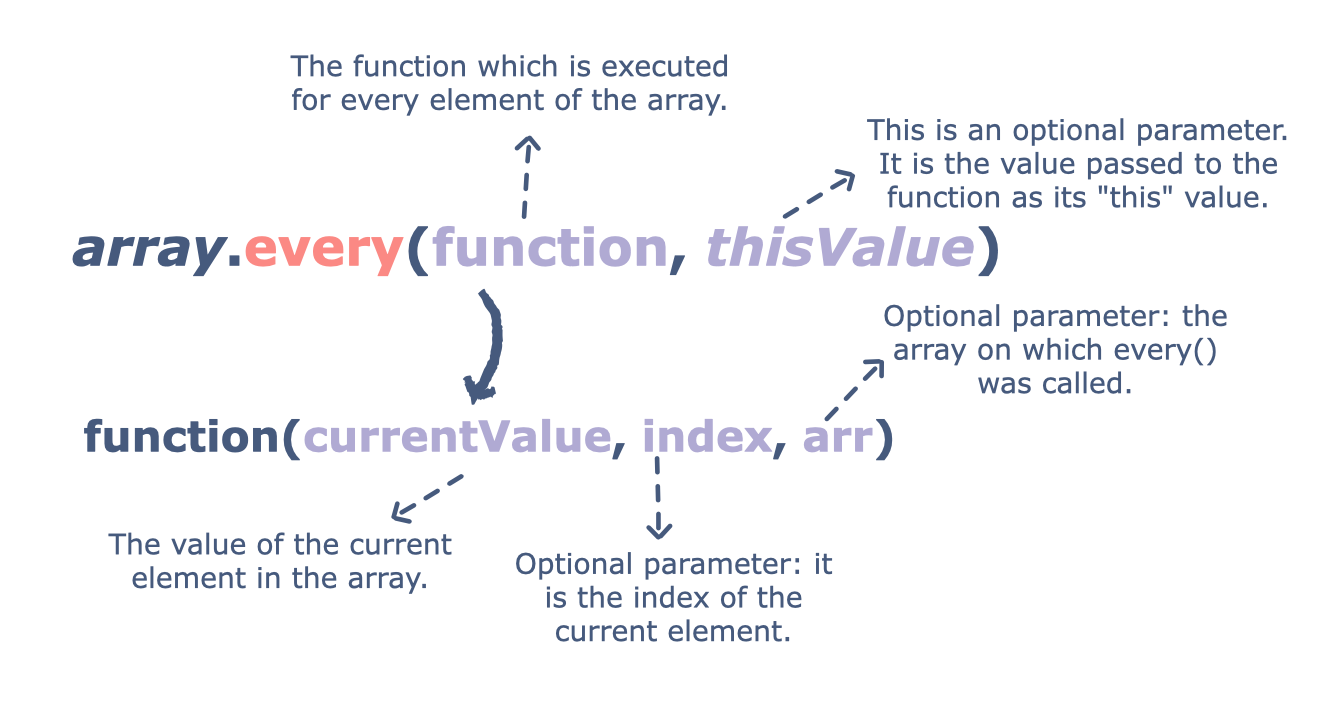 The function which is executed
for every element of the array.
This is an optional parameter.
It is the value passed to the
function as its "this" value.
array.every(function, thisValue)
Optional parameter: the
array on which every()
was called.
function(currentValue, index, arr)
The value of the current
element in the array.
Optional parameter: it
is the index of the
current element.